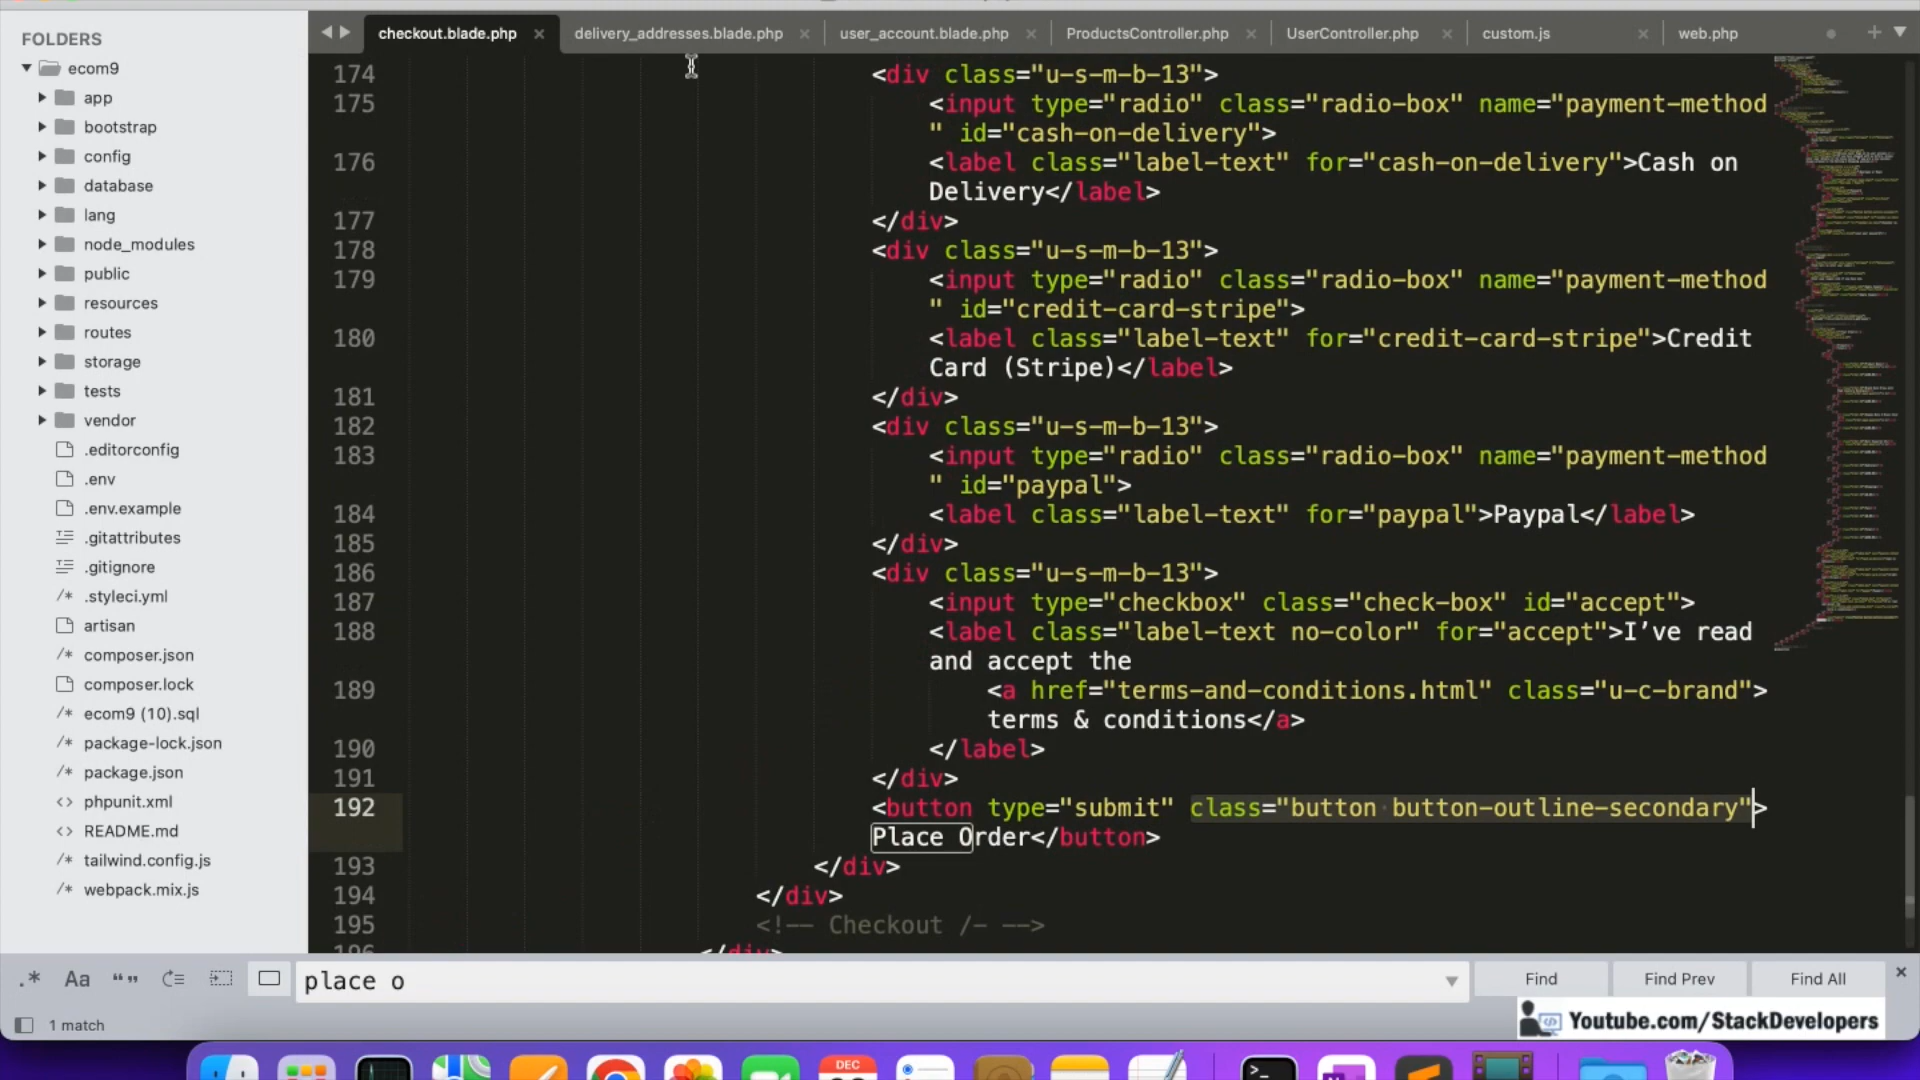 FOLDERS
ecom9
app
bootstrap
config
database
lang
node_modules
public
resources
routes
storage
tests
vendor
.editorconfig
.env
.env.example
.gitattributes
.gitignore
.styleci.yml
artisan
composer.json
composer.lock
ecom9 (10).sql
package-lock.json
package.json
phpunit.xml
README.md
tailwind.config.js
webpack.mix.js
checkout.blade.php × delivery_addresses.blade.php × user_account.blade.php × ProductsController.php × UserController.php × custom.js × web.php
174 <div class="u-s-m-b-13">
175 <input type="radio" class="radio-box" name="payment-method
" id="cash-on-delivery">
176 <label class="label-text" for="cash-on-delivery">Cash on
Delivery</label>
177 </div>
178 <div class="u-s-m-b-13">
179 <input type="radio" class="radio-box" name="payment-method
" id="credit-card-stripe">
180 <label class="label-text" for="credit-card-stripe">Credit
Card (Stripe)</label>
181 </div>
182 <div class="u-s-m-b-13">
183 <input type="radio" class="radio-box" name="payment-method
" id="paypal">
184 <label class="label-text" for="paypal">Paypal</label>
185 </div>
186 <div class="u-s-m-b-13">
187 <input type="checkbox" class="check-box" id="accept">
188 <label class="label-text no-color" for="accept">I’ve read
and accept the
189 <a href="terms-and-conditions.html" class="u-c-brand">
terms & conditions</a>
190 </label>
191 </div>
192 <button type="submit" class="button button-outline-secondary">
Place Order</button>
193 </div>
194 </div>
195 <!-- Checkout /- -->
196 </div>
.* Aa “” place o Find Find Prev Find All
1 match
Youtube.com/StackDevelopers
DEC